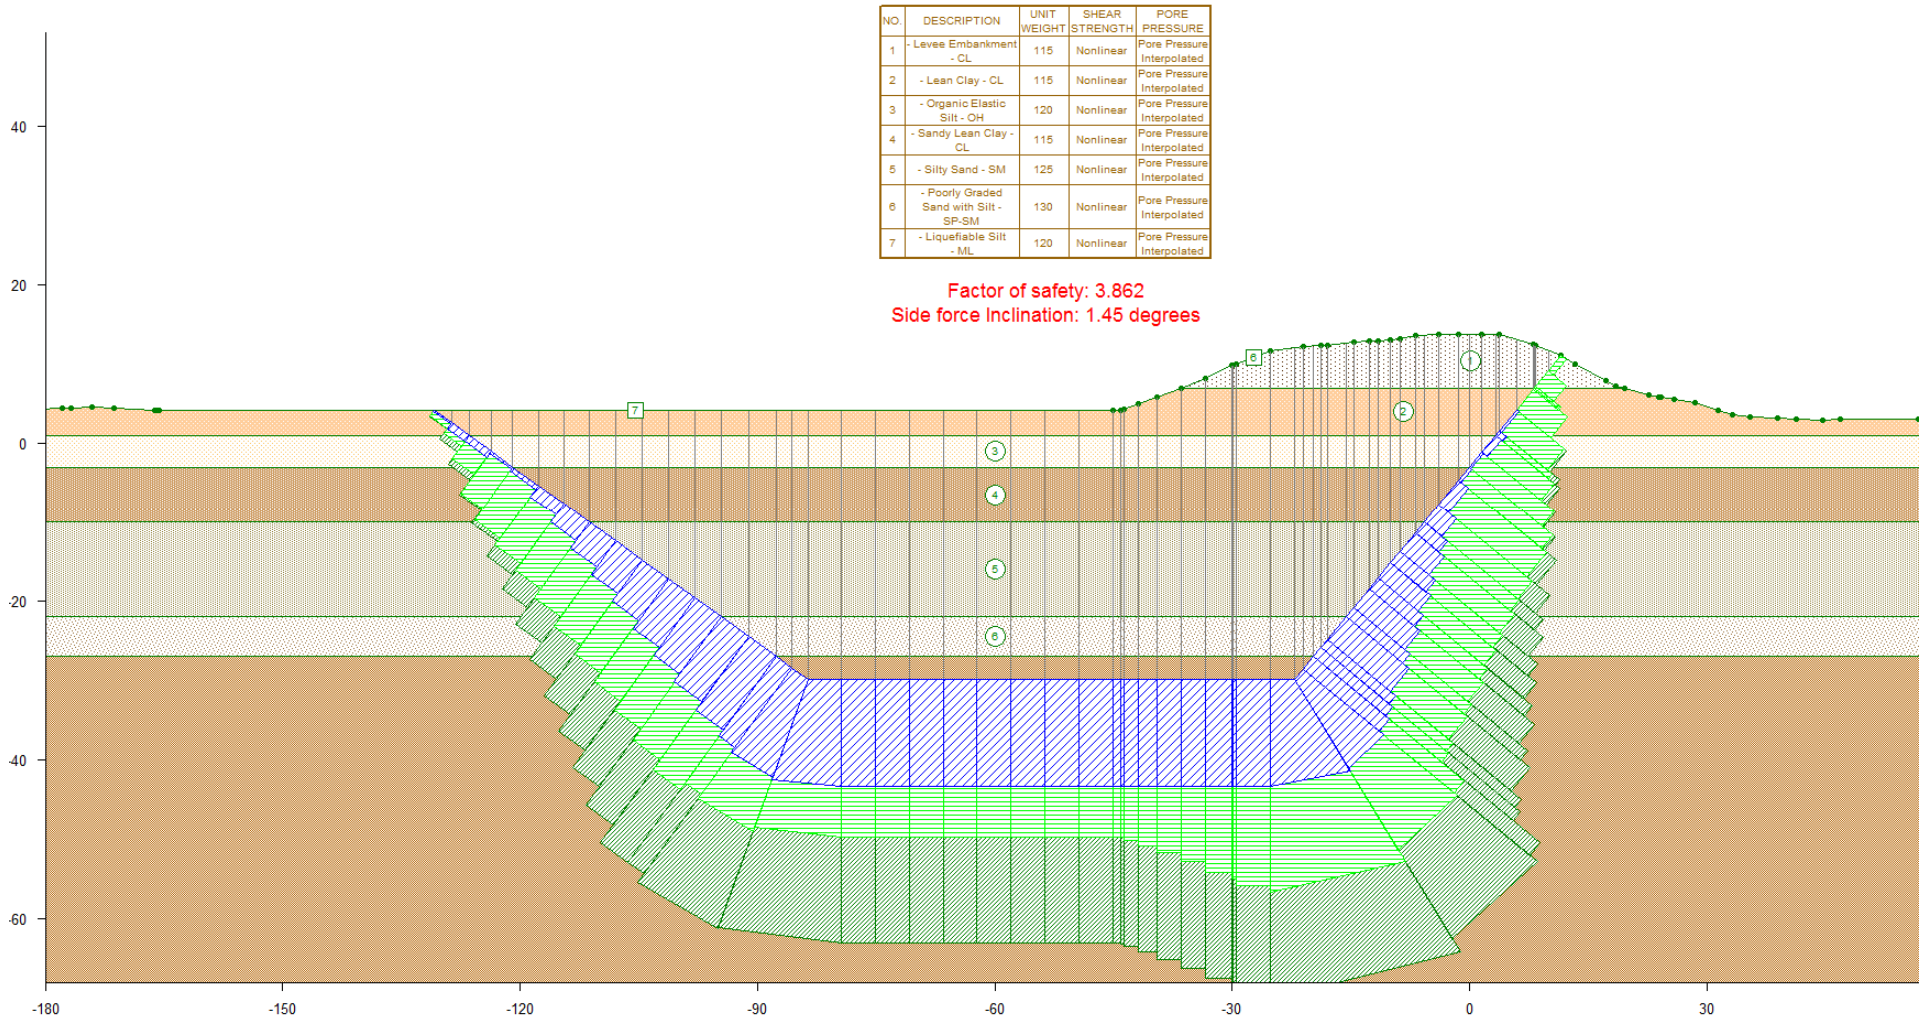 NO. DESCRIPTION UNIT WEIGHT SHEAR STRENGTH PORE PRESSURE
1 - Levee Embankment - CL 115 Nonlinear Pore Pressure Interpolated
2 - Lean Clay - CL 115 Nonlinear Pore Pressure Interpolated
3 - Organic Elastic Silt - OH 120 Nonlinear Pore Pressure Interpolated
4 - Sandy Lean Clay - CL 115 Nonlinear Pore Pressure Interpolated
5 - Silty Sand - SM 125 Nonlinear Pore Pressure Interpolated
6 - Poorly Graded Sand with Silt - SP-SM 130 Nonlinear Pore Pressure Interpolated
7 - Liquefiable Silt - ML 120 Nonlinear Pore Pressure Interpolated
Factor of safety: 3.862
Side force Inclination: 1.45 degrees
40
20
0
-20
-40
-60
6
1
7
2
3
4
5
6
-180 -150 -120 -90 -60 -30 0 30